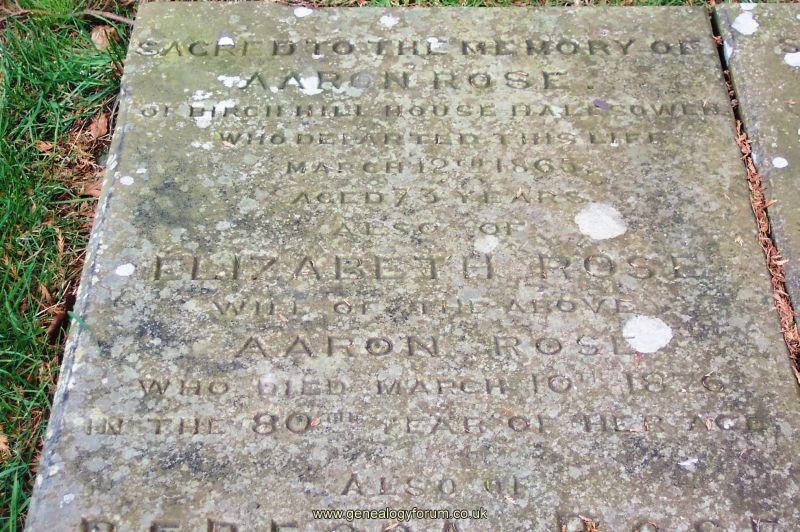 SACRED TO THE MEMORY OF
AARON ROSE.
OF BIRCH HILL HOUSE HALESOWEN
WHO DEPARTED THIS LIFE
MARCH 12TH 1865.
AGED 73 YEARS
ALSO OF
ELIZABETH ROSE
WIFE OF THE ABOVE
AARON ROSE
WHO DIED MARCH 10TH 1876
IN THE 80TH YEAR OF HER AGE.
ALSO OF
www.genealogyforum.co.uk